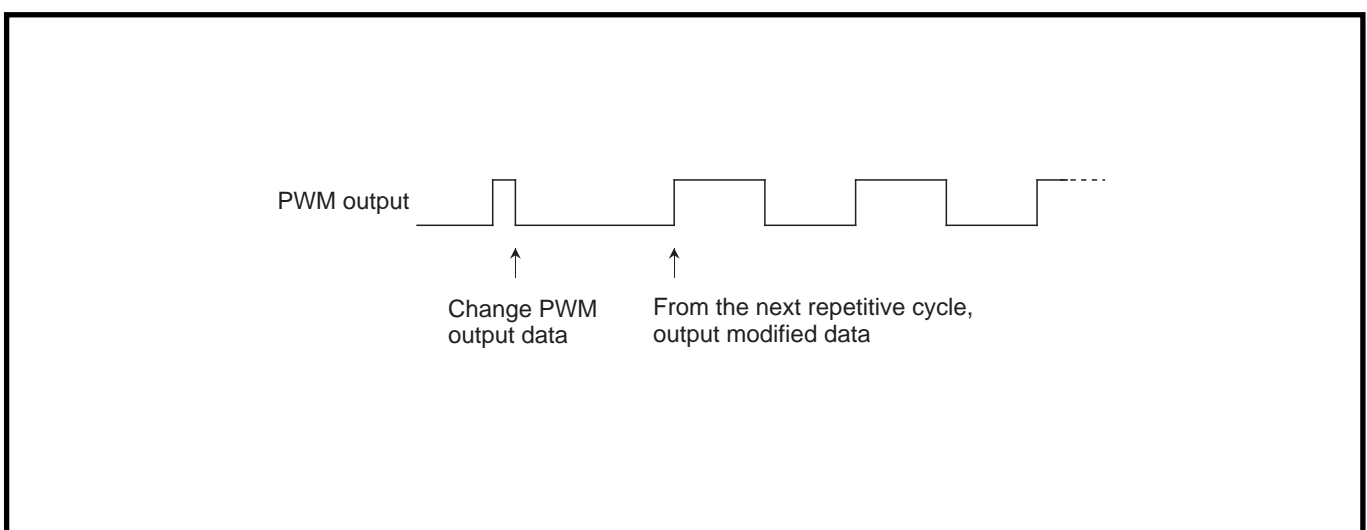 PWM output
Change PWM
output data
From the next repetitive cycle,
output modified data